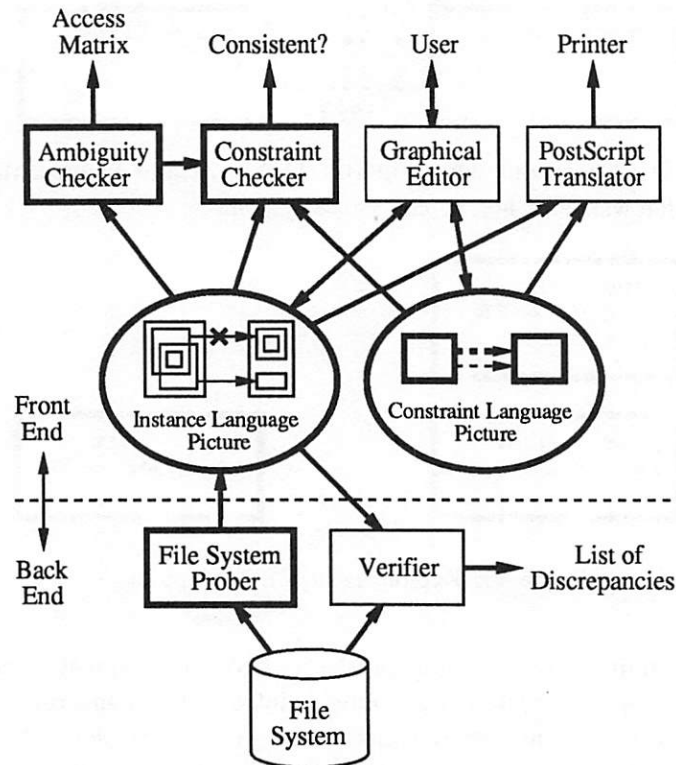 Access
Matrix
Consistent?
User
Printer
Ambiguity
Checker
Constraint
Checker
Graphical
Editor
PostScript
Translator
Instance Language
Picture
Constraint Language
Picture
Front
End
Back
End
File System
Prober
Verifier
List of
Discrepancies
File
System